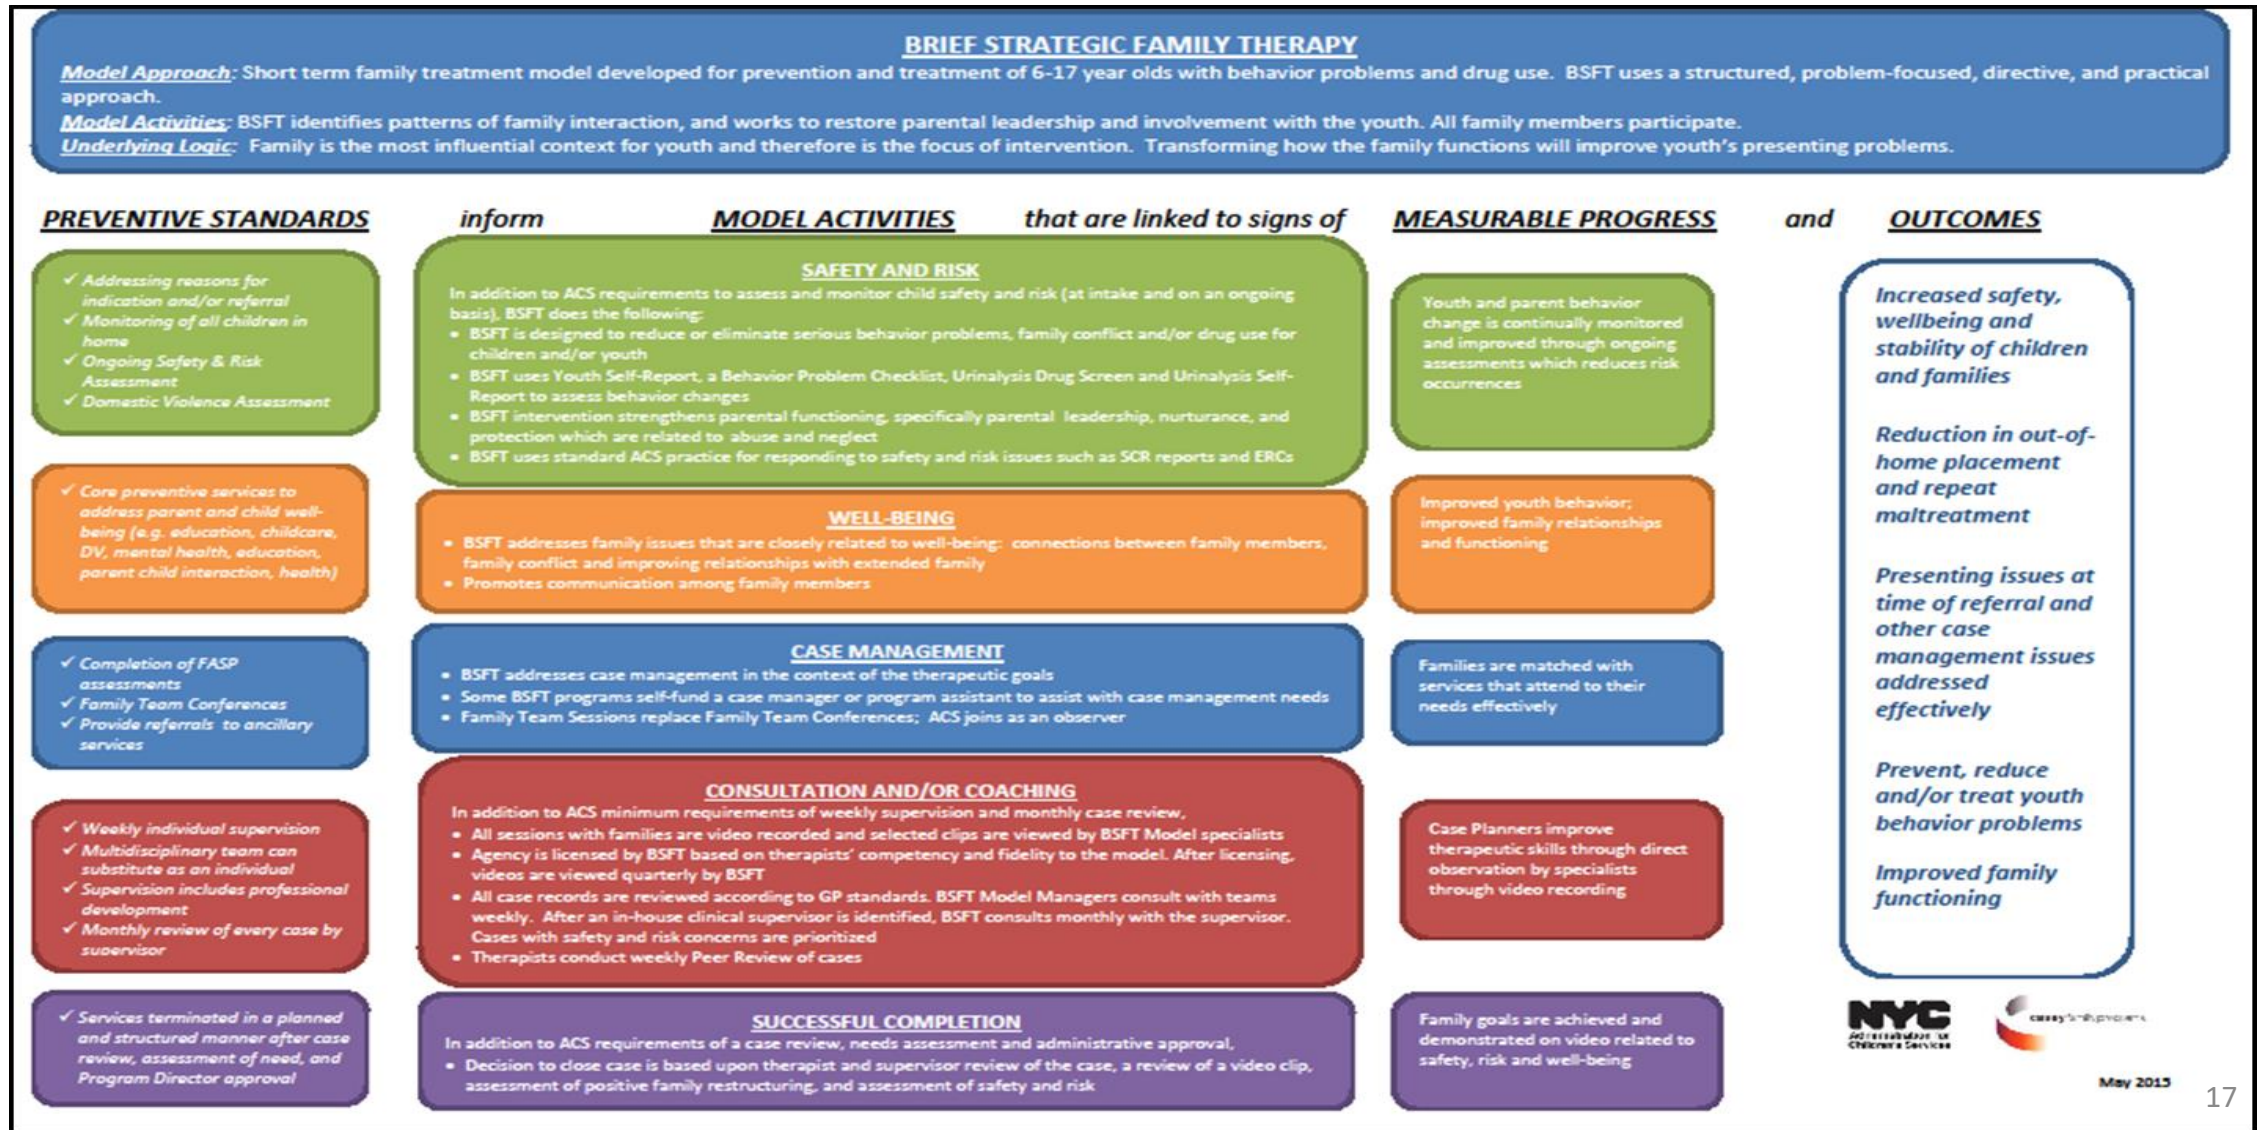 BRIEF STRATEGIC FAMILY THERAPY
Model Approach: Short term family treatment model developed for prevention and treatment of 6-17 year olds with behavior problems and drug use. BSFT uses a structured, problem-focused, directive, and practical
approach.
Model Activities: BSFT identifies patterns of family interaction, and works to restore parental leadership and involvement with the youth. All family members participate.
Underlying Logic: Family is the most influential context for youth and therefore is the focus of intervention. Transforming how the family functions will improve youth's presenting problems.
PREVENTIVE STANDARDS inform MODEL ACTIVITIES that are linked to signs of MEASURABLE PROGRESS and OUTCOMES
✓ Addressing reasons for
indication and/or referral
✓ Monitoring of all children in
home
✓ Ongoing Safety & Risk
Assessment
✓ Domestic Violence Assessment
SAFETY AND RISK
In addition to ACS requirements to assess and monitor child safety and risk (at intake and on an ongoing
basis), BSFT does the following:
• BSFT is designed to reduce or eliminate serious behavior problems, family conflict and/or drug use for
children and/or youth
• BSFT uses Youth Self-Report, a Behavior Problem Checklist, Urinalysis Drug Screen and Urinalysis Self-
Report to assess behavior changes
• BSFT intervention strengthens parental functioning, specifically parental leadership, nurturance, and
protection which are related to abuse and neglect
• BSFT uses standard ACS practice for responding to safety and risk issues such as SCR reports and ERCs
Youth and parent behavior
change is continually monitored
and improved through ongoing
assessments which reduces risk
occurrences
✓ Core preventive services to
address parent and child well-
being (e.g. education, childcare,
DV, mental health, education,
parent child interaction, health)
WELL-BEING
• BSFT addresses family issues that are closely related to well-being: connections between family members,
family conflict and improving relationships with extended family
• Promotes communication among family members
Improved youth behavior;
improved family relationships
and functioning
✓ Completion of FASP
assessments
✓ Family Team Conferences
✓ Provide referrals to ancillary
services
CASE MANAGEMENT
• BSFT addresses case management in the context of the therapeutic goals
• Some BSFT programs self-fund a case manager or program assistant to assist with case management needs
• Family Team Sessions replace Family Team Conferences; ACS joins as an observer
Families are matched with
services that attend to their
needs effectively
✓ Weekly individual supervision
✓ Multidisciplinary team can
substitute as an individual
✓ Supervision includes professional
development
✓ Monthly review of every case by
supervisor
CONSULTATION AND/OR COACHING
In addition to ACS minimum requirements of weekly supervision and monthly case review,
• All sessions with families are video recorded and selected clips are viewed by BSFT Model specialists
• Agency is licensed by BSFT based on therapists' competency and fidelity to the model. After licensing,
videos are viewed quarterly by BSFT
• All case records are reviewed according to GP standards. BSFT Model Managers consult with teams
weekly. After an in-house clinical supervisor is identified, BSFT consults monthly with the supervisor.
Cases with safety and risk concerns are prioritized
• Therapists conduct weekly Peer Review of cases
Case Planners improve
therapeutic skills through direct
observation by specialists
through video recording
✓ Services terminated in a planned
and structured manner after case
review, assessment of need, and
Program Director approval
SUCCESSFUL COMPLETION
In addition to ACS requirements of a case review, needs assessment and administrative approval,
• Decision to close case is based upon therapist and supervisor review of the case, a review of a video clip,
assessment of positive family restructuring, and assessment of safety and risk
Family goals are achieved and
demonstrated on video related to
safety, risk and well-being
Increased safety,
wellbeing and
stability of children
and families
Reduction in out-of-
home placement
and repeat
maltreatment
Presenting issues at
time of referral and
other case
management issues
addressed
effectively
Prevent, reduce
and/or treat youth
behavior problems
Improved family
functioning
NYC
Administration for
Children's Services
casey family programs
May 2015
17